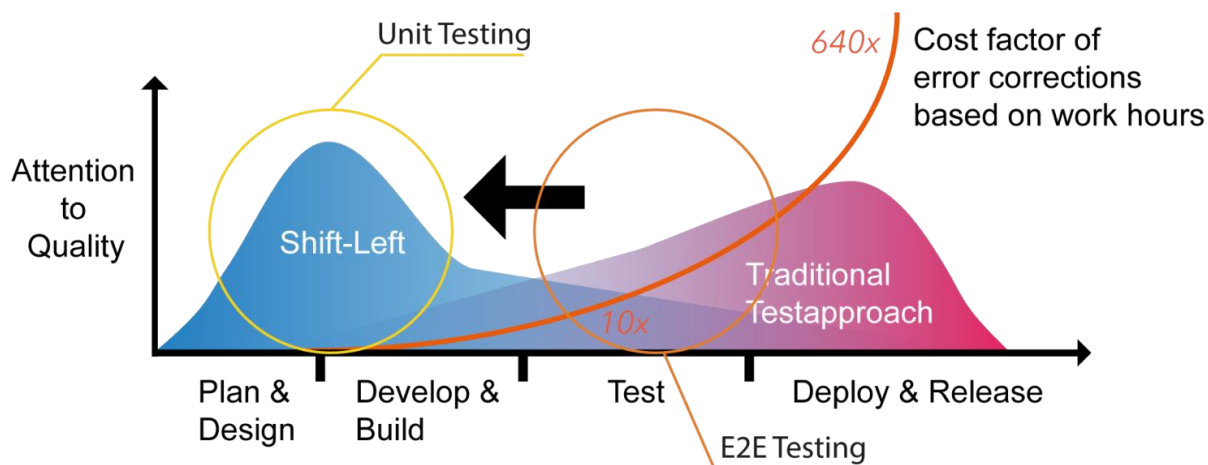 Unit Testing
640x
Cost factor of
error corrections
based on work hours
Attention
to
Quality
Shift-Left
Traditional
Testapproach
10x
Plan &
Design
Develop &
Build
Test
Deploy & Release
E2E Testing